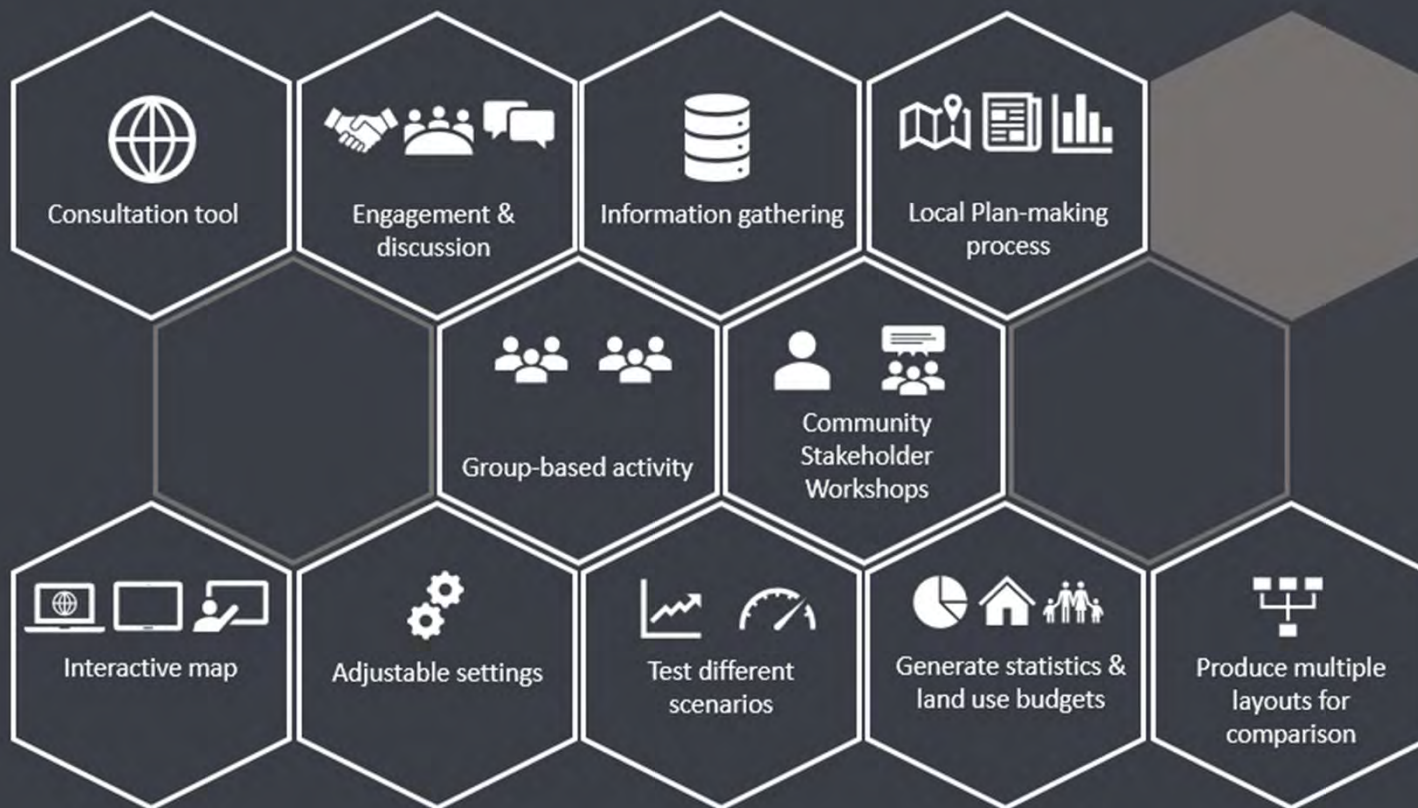 Consultation tool
Engagement &
discussion
Information gathering
Local Plan-making
process
Group-based activity
Community
Stakeholder
Workshops
Interactive map
Adjustable settings
Test different
scenarios
Generate statistics &
land use budgets
Produce multiple
layouts for
comparison